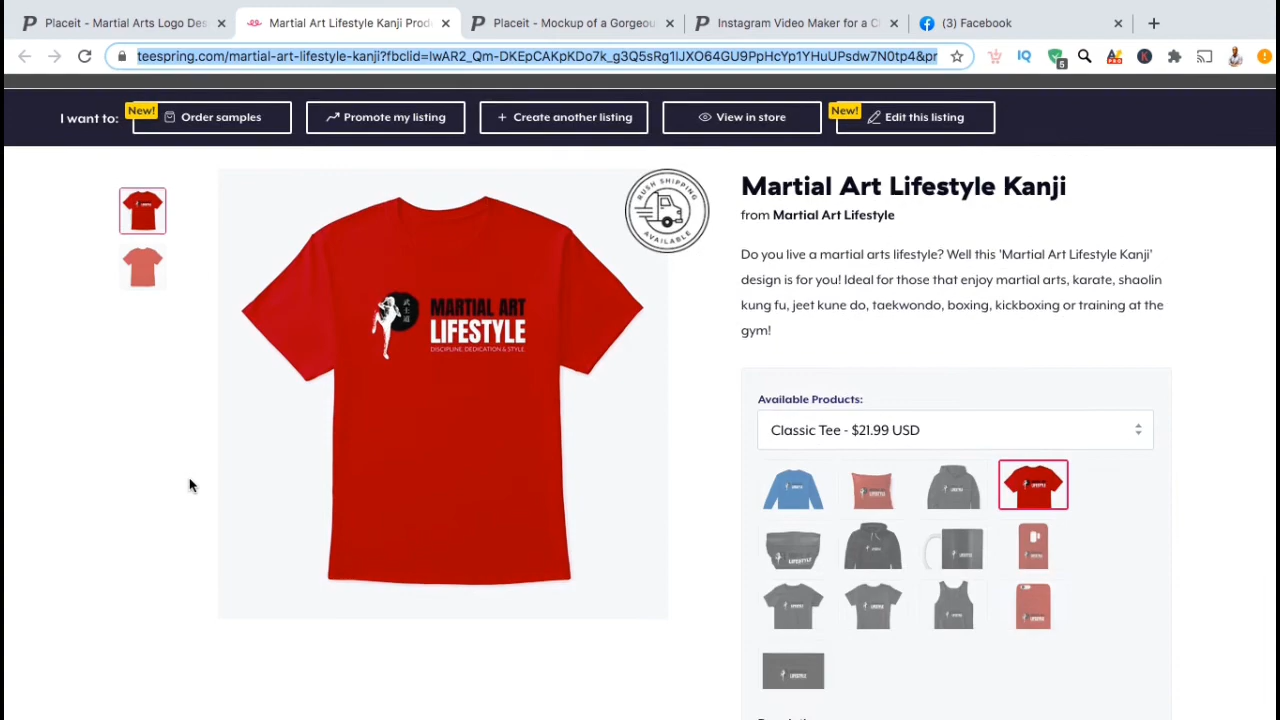 Placeit - Martial Arts Logo Des
Martial Art Lifestyle Kanji Prod
Placeit - Mockup of a Gorgeou
Instagram Video Maker for a C
(3) Facebook
teespring.com/martial-art-lifestyle-kanji?fbclid=IwAR2_Qm-DKEpCAKpKDo7k_g3Q5sRg1IJXO64GU9PpHcYp1YHuUPsdw7N0tp4&pr
I want to:
New!
Order samples
Promote my listing
Create another listing
View in store
New!
Edit this listing
RUSH SHIPPING
AVAILABLE
武士道
MARTIAL ART
LIFESTYLE
DISCIPLINE, DEDICATION & STYLE.
Martial Art Lifestyle Kanji
from Martial Art Lifestyle
Do you live a martial arts lifestyle? Well this 'Martial Art Lifestyle Kanji'
design is for you! Ideal for those that enjoy martial arts, karate, shaolin
kung fu, jeet kune do, taekwondo, boxing, kickboxing or training at the
gym!
Available Products:
Classic Tee - $21.99 USD